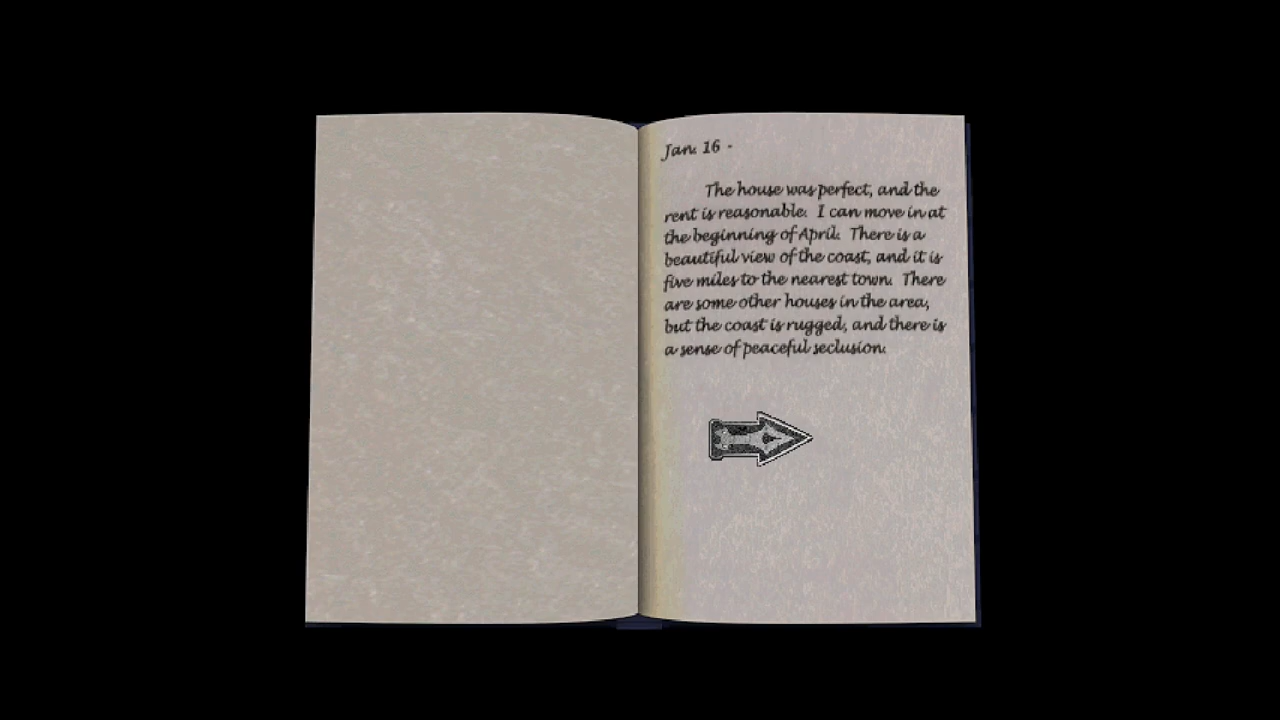 Jan. 16 -
The house was perfect, and the
rent is reasonable. I can move in at
the beginning of April. There is a
beautiful view of the coast, and it is
five miles to the nearest town. There
are some other houses in the area,
but the coast is rugged, and there is
a sense of peaceful seclusion.